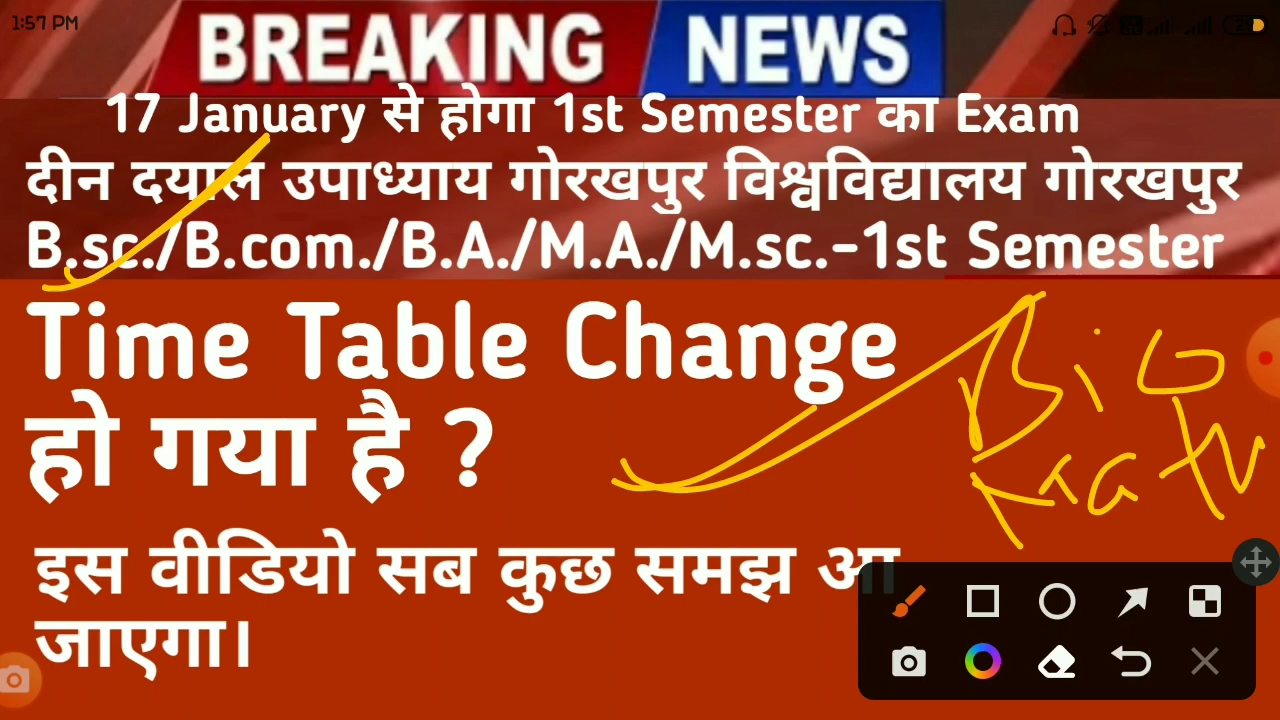 1:57 PM
BREAKING NEWS
17 January से होगा 1st Semester का Exam
दीन दयाल उपाध्याय गोरखपुर विश्वविद्यालय गोरखपुर
B.sc./B.com./B.A./M.A./M.sc.-1st Semester
Time Table Change
हो गया है ?
इस वीडियो सब कुछ समझ आ
जाएगा।